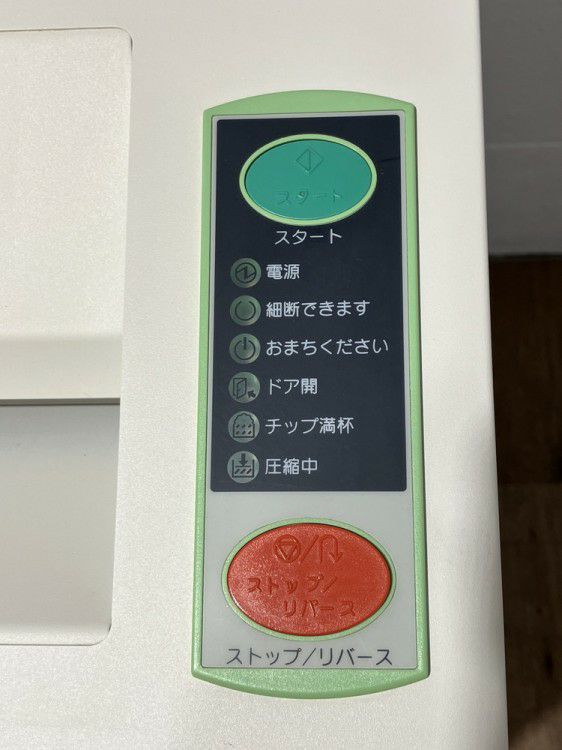 スタート
スタート
電源
細断できます
おまちください
ドア開
チップ満杯
圧縮中
ストップ/
リバース
ストップ/リバース